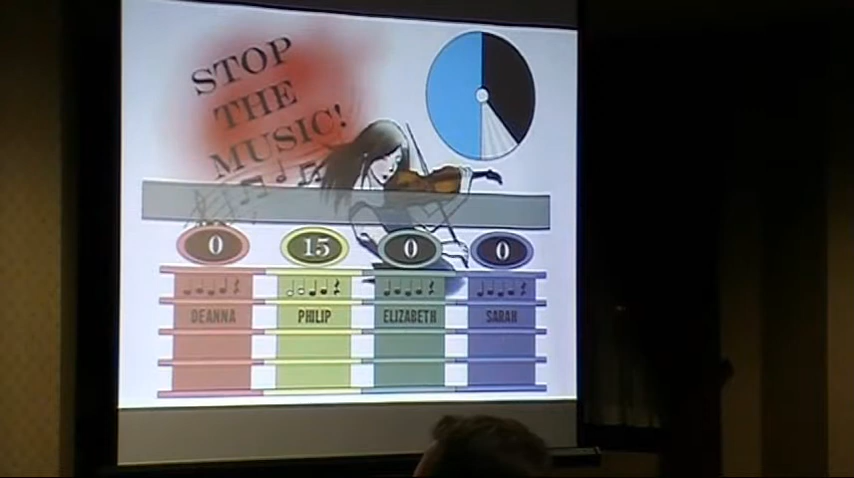 STOP
THE
MUSIC!
0 15 0 0
DEANNA PHILIP ELIZABETH SARAH